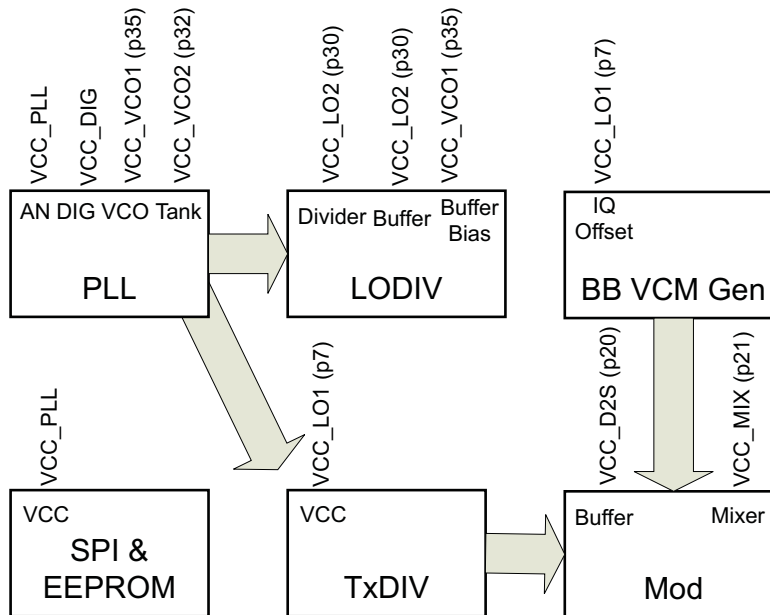 VCC_PLL
VCC_DIG
VCC_VCO1 (p35)
VCC_VCO2 (p32)
AN DIG VCO Tank
PLL
VCC_LO2 (p30)
VCC_LO2 (p30)
VCC_VCO1 (p35)
Divider Buffer
Buffer
Bias
LODIV
VCC_LO1 (p7)
IQ
Offset
BB VCM Gen
VCC_PLL
VCC
SPI &
EEPROM
VCC_LO1 (p7)
VCC
TxDIV
VCC_D2S (p20)
VCC_MIX (p21)
Buffer
Mixer
Mod